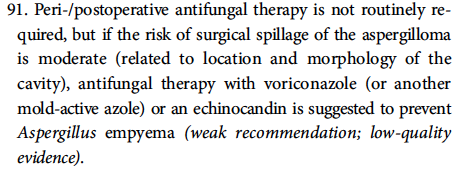 91. Peri-/postoperative antifungal therapy is not routinely re-
quired, but if the risk of surgical spillage of the aspergilloma
is moderate (related to location and morphology of the
cavity), antifungal therapy with voriconazole (or another
mold-active azole) or an echinocandin is suggested to prevent
Aspergillus empyema (weak recommendation; low-quality
evidence).